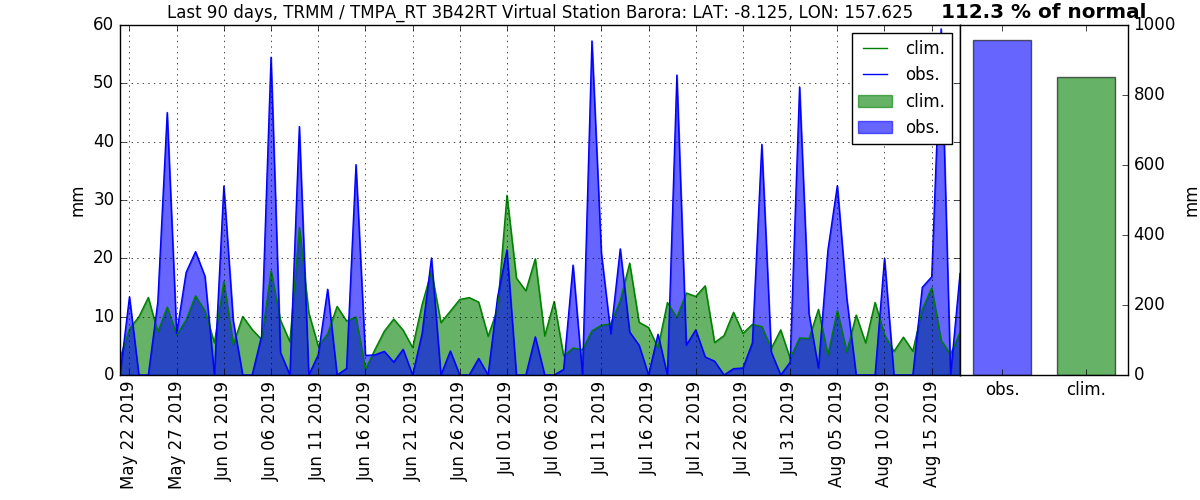 Last 90 days, TRMM / TMPA_RT 3B42RT Virtual Station Barora: LAT: -8.125, LON: 157.625
112.3 % of normal
60
50
40
30
20
10
0
mm
clim.
obs.
clim.
obs.
May 22 2019
May 27 2019
Jun 01 2019
Jun 06 2019
Jun 11 2019
Jun 16 2019
Jun 21 2019
Jun 26 2019
Jul 01 2019
Jul 06 2019
Jul 11 2019
Jul 16 2019
Jul 21 2019
Jul 26 2019
Jul 31 2019
Aug 05 2019
Aug 10 2019
Aug 15 2019
1000
800
600
400
200
0
mm
obs.
clim.